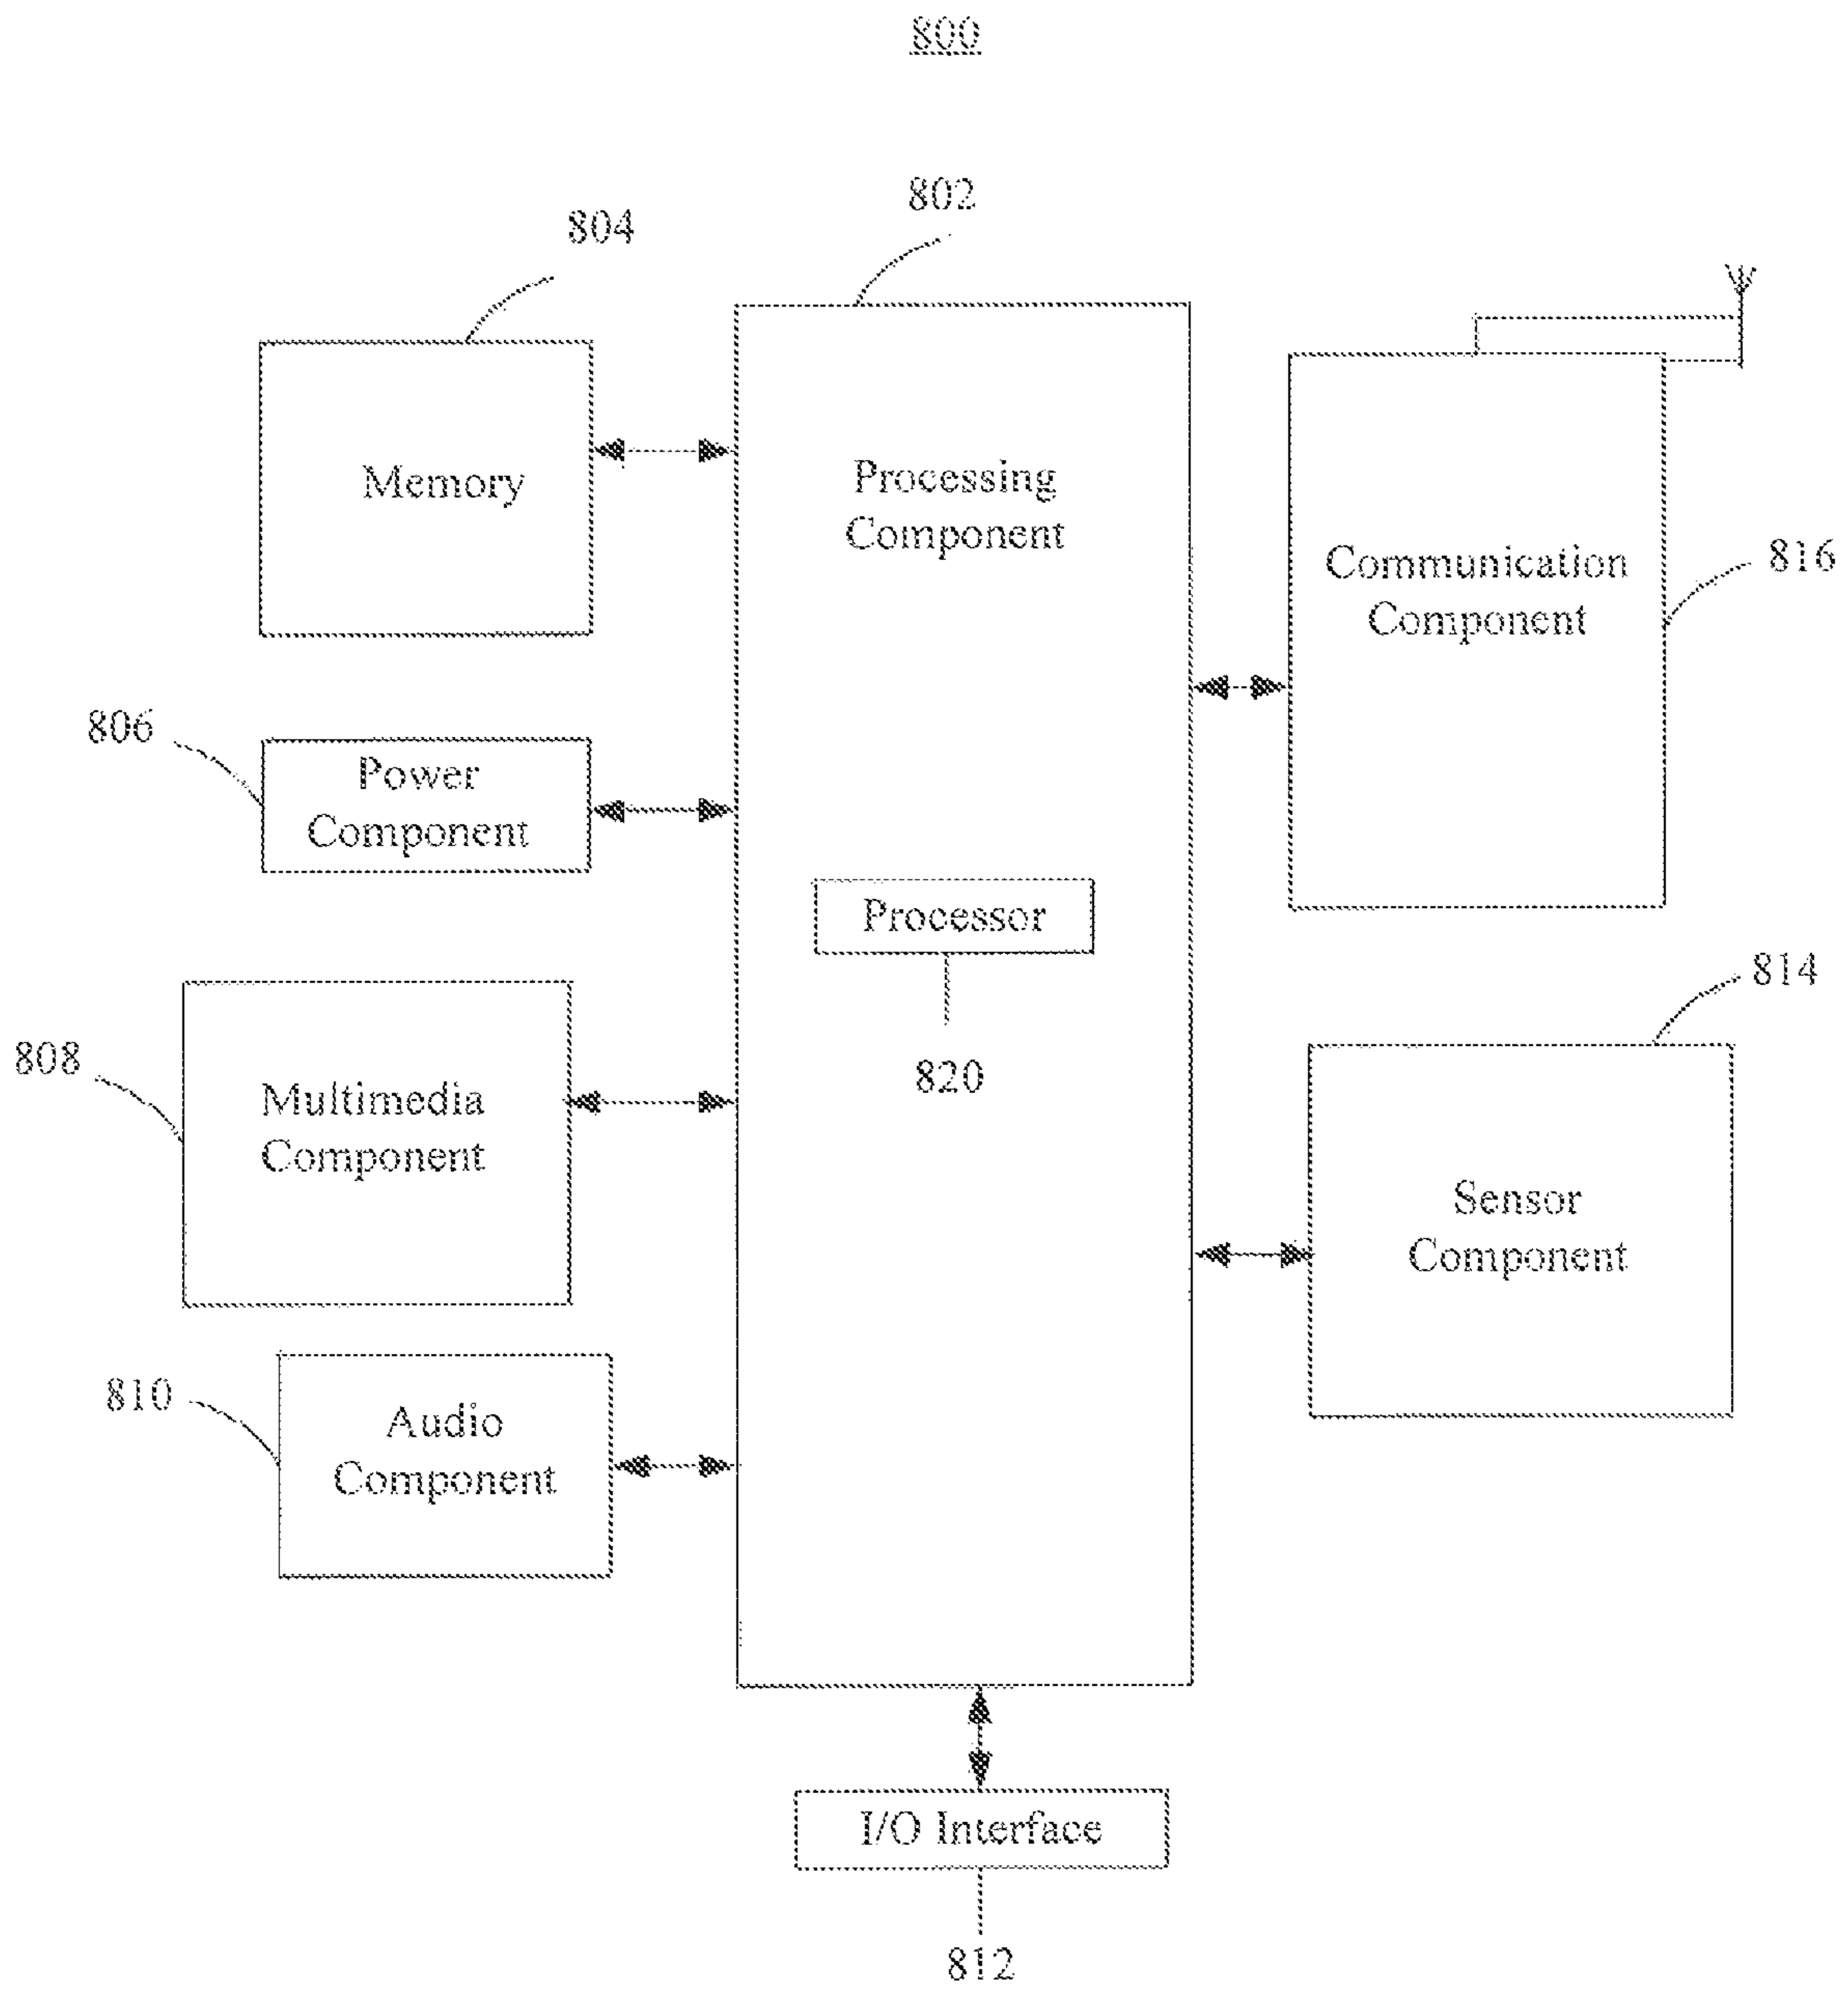 800
802
804
Memory
Processing
Component
Communication
Component
816
806
Power
Component
Processor
820
814
808
Multimedia
Component
Sensor
Component
810
Audio
Component
I/O Interface
812